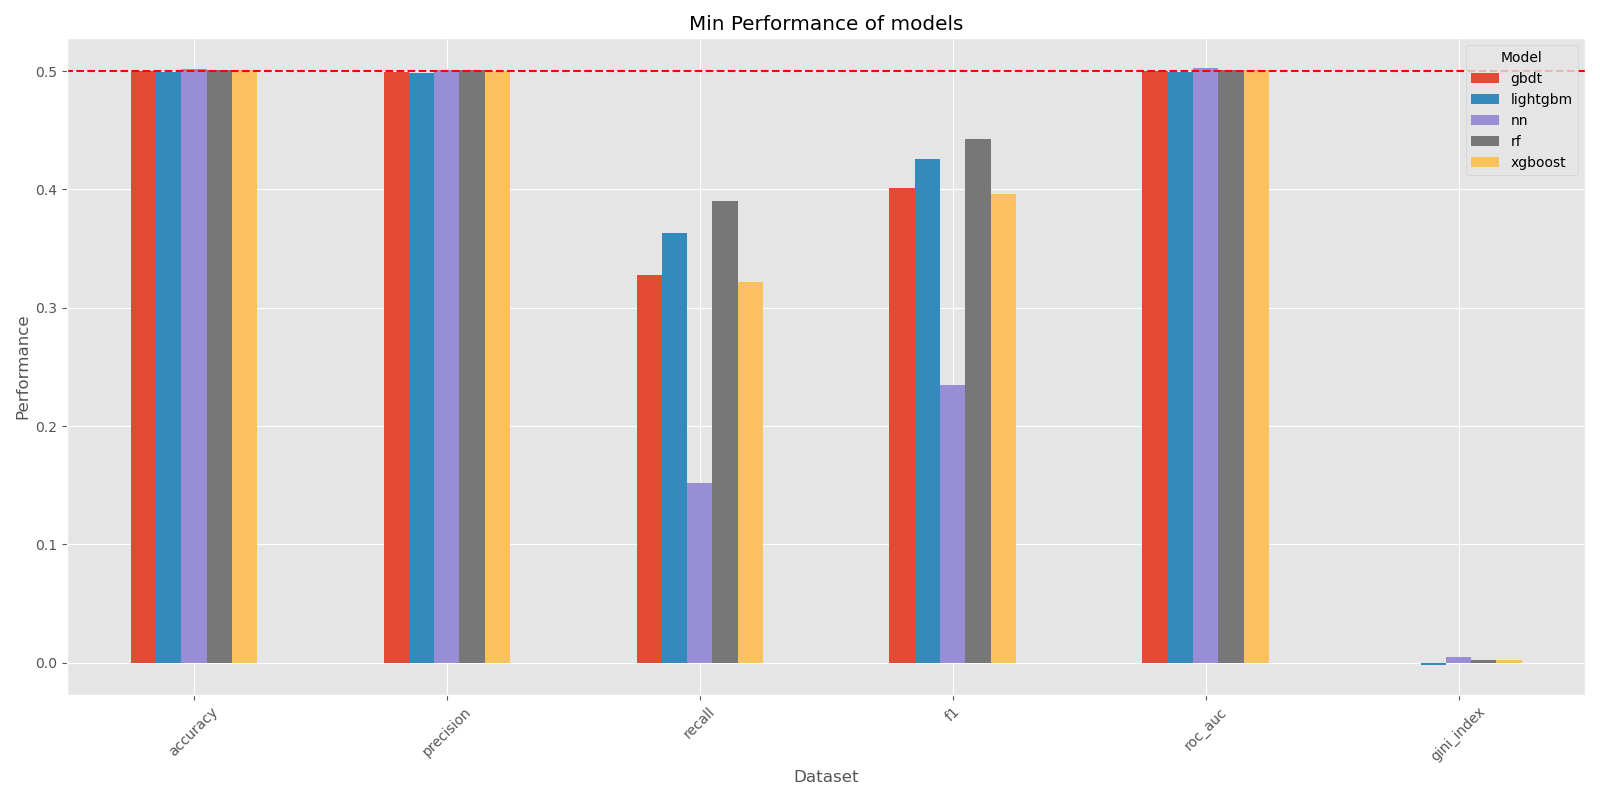 Min Performance of models
Model
gbdt
lightgbm
nn
rf
xgboost
Performance
0.5
0.4
0.3
0.2
0.1
0.0
accuracy
precision
recall
f1
roc_auc
gini_index
Dataset